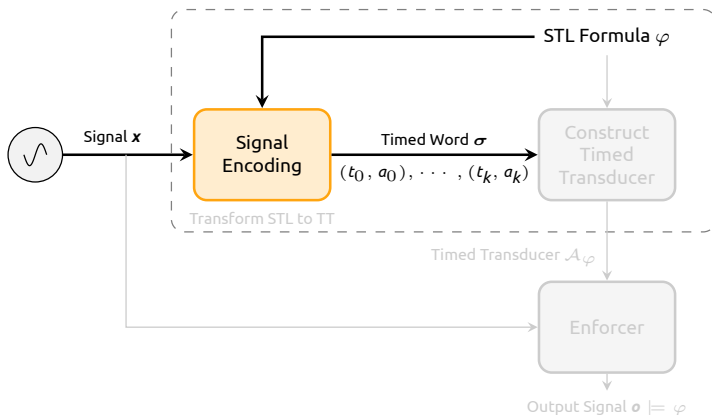 STL Formula φ
Signal x
Signal
Encoding
Timed Word σ
(t₀, a₀), · · · , (tₖ, aₖ)
Construct
Timed
Transducer
Transform STL to TT
Timed Transducer 𝒜φ
Enforcer
Output Signal o ⊨ φ